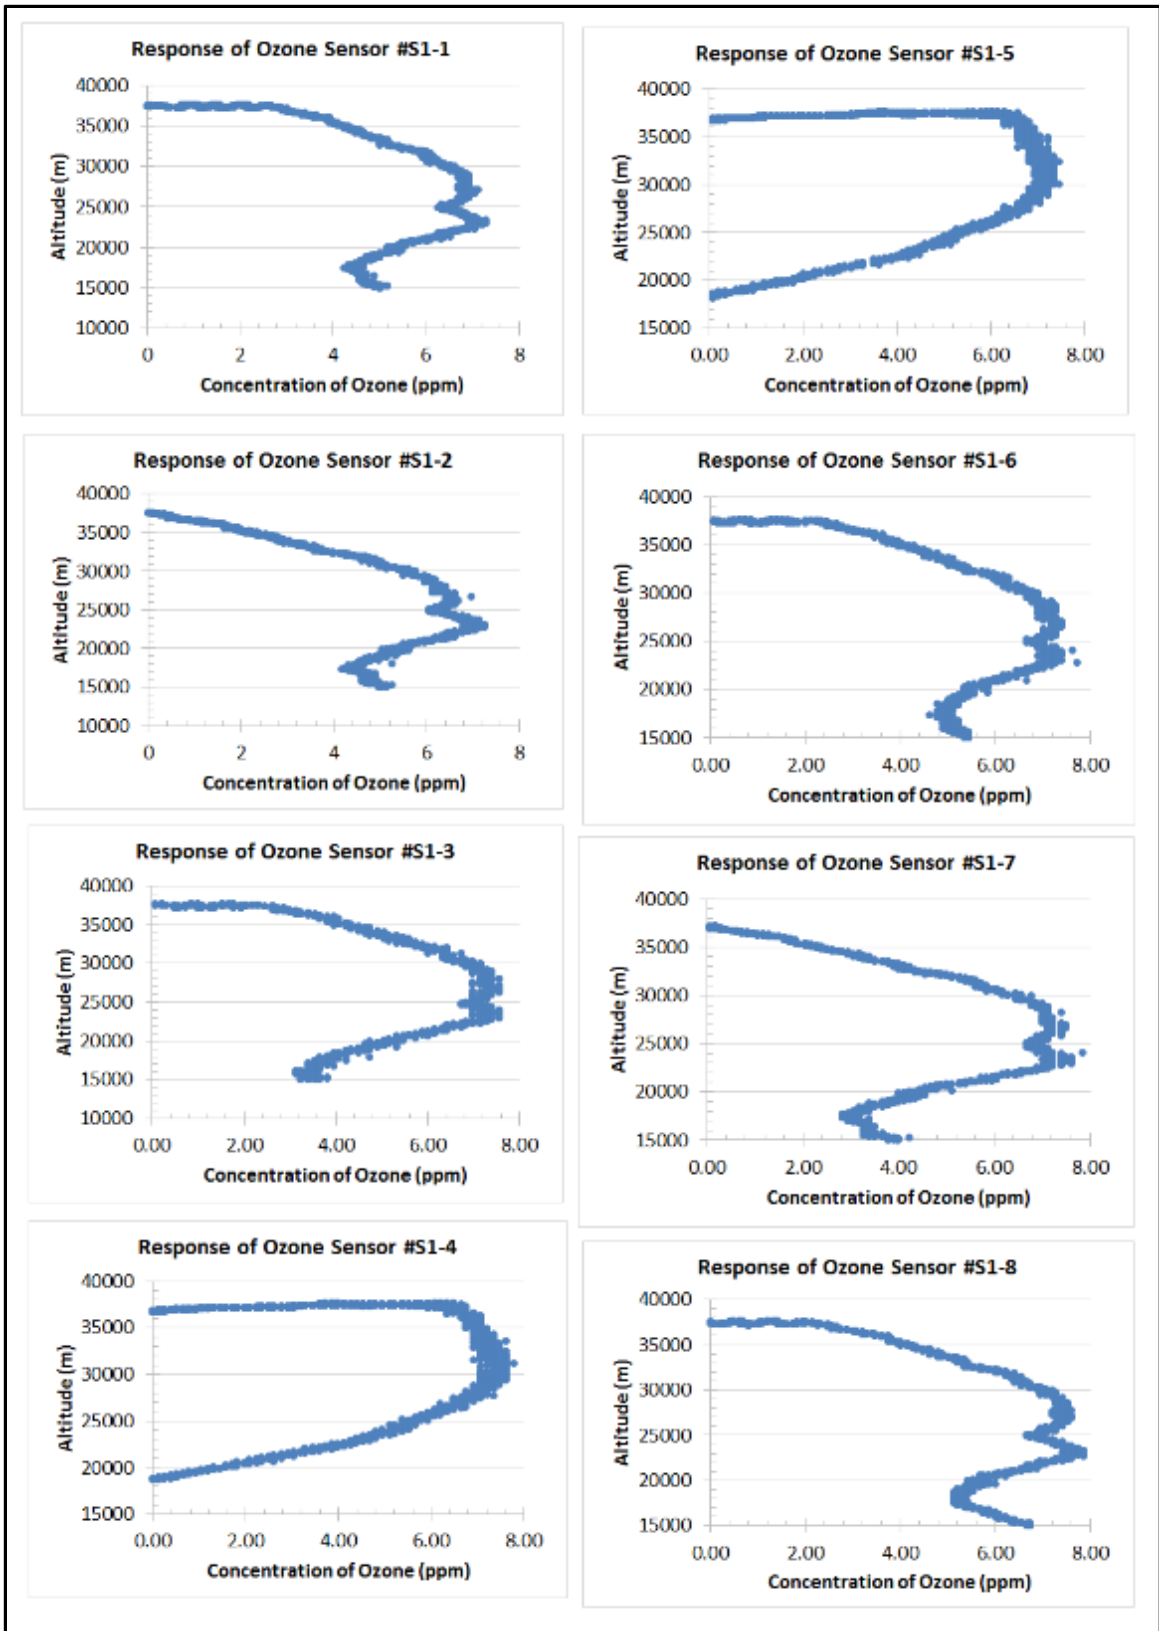 Response of Ozone Sensor #S1-1
40000
35000
30000
25000
20000
15000
10000
Altitude (m)
0 2 4 6 8
Concentration of Ozone (ppm)
Response of Ozone Sensor #S1-5
40000
35000
30000
25000
20000
15000
Altitude (m)
0.00 2.00 4.00 6.00 8.00
Concentration of Ozone (ppm)
Response of Ozone Sensor #S1-2
40000
35000
30000
25000
20000
15000
10000
Altitude (m)
0 2 4 6 8
Concentration of Ozone (ppm)
Response of Ozone Sensor #S1-6
40000
35000
30000
25000
20000
15000
Altitude (m)
0.00 2.00 4.00 6.00 8.00
Concentration of Ozone (ppm)
Response of Ozone Sensor #S1-3
40000
35000
30000
25000
20000
15000
10000
Altitude (m)
0.00 2.00 4.00 6.00 8.00
Concentration of Ozone (ppm)
Response of Ozone Sensor #S1-7
40000
35000
30000
25000
20000
15000
Altitude (m)
0.00 2.00 4.00 6.00 8.00
Concentration of Ozone (ppm)
Response of Ozone Sensor #S1-4
40000
35000
30000
25000
20000
15000
Altitude (m)
0.00 2.00 4.00 6.00 8.00
Concentration of Ozone (ppm)
Response of Ozone Sensor #S1-8
40000
35000
30000
25000
20000
15000
Altitude (m)
0.00 2.00 4.00 6.00 8.00
Concentration of Ozone (ppm)